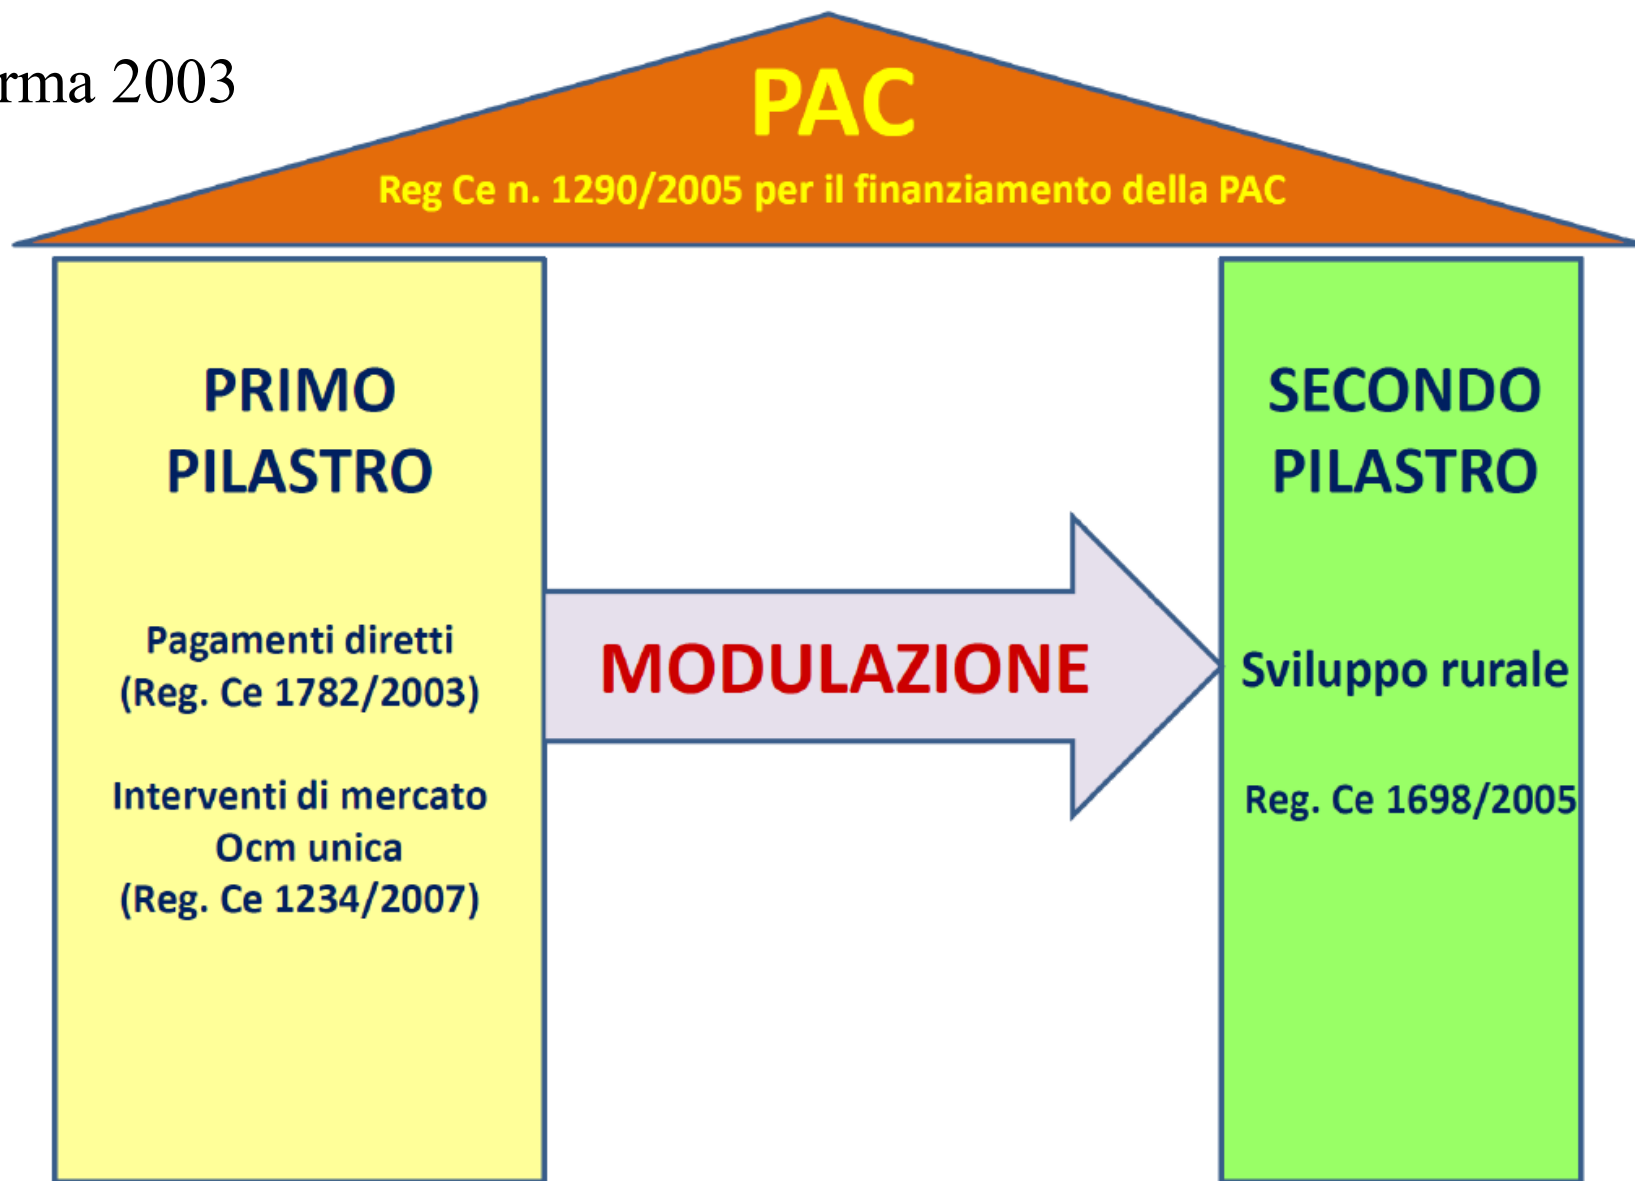 rma 2003
PAC
Reg Ce n. 1290/2005 per il finanziamento della PAC
PRIMO
PILASTRO
Pagamenti diretti
(Reg. Ce 1782/2003)
Interventi di mercato
Ocm unica
(Reg. Ce 1234/2007)
MODULAZIONE
SECONDO
PILASTRO
Sviluppo rurale
Reg. Ce 1698/2005